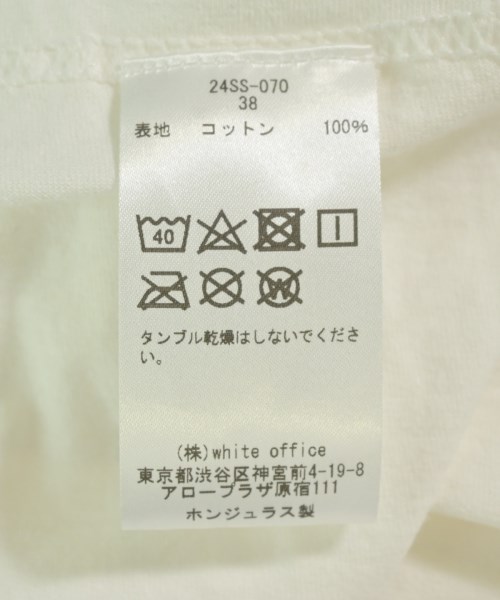 24SS-070
38
表地 コットン 100%
40
W
タンブル乾燥はしないでくださ
い。
(株)white office
東京都渋谷区神宮前4-19-8
アロープラザ原宿111
ホンジュラス製